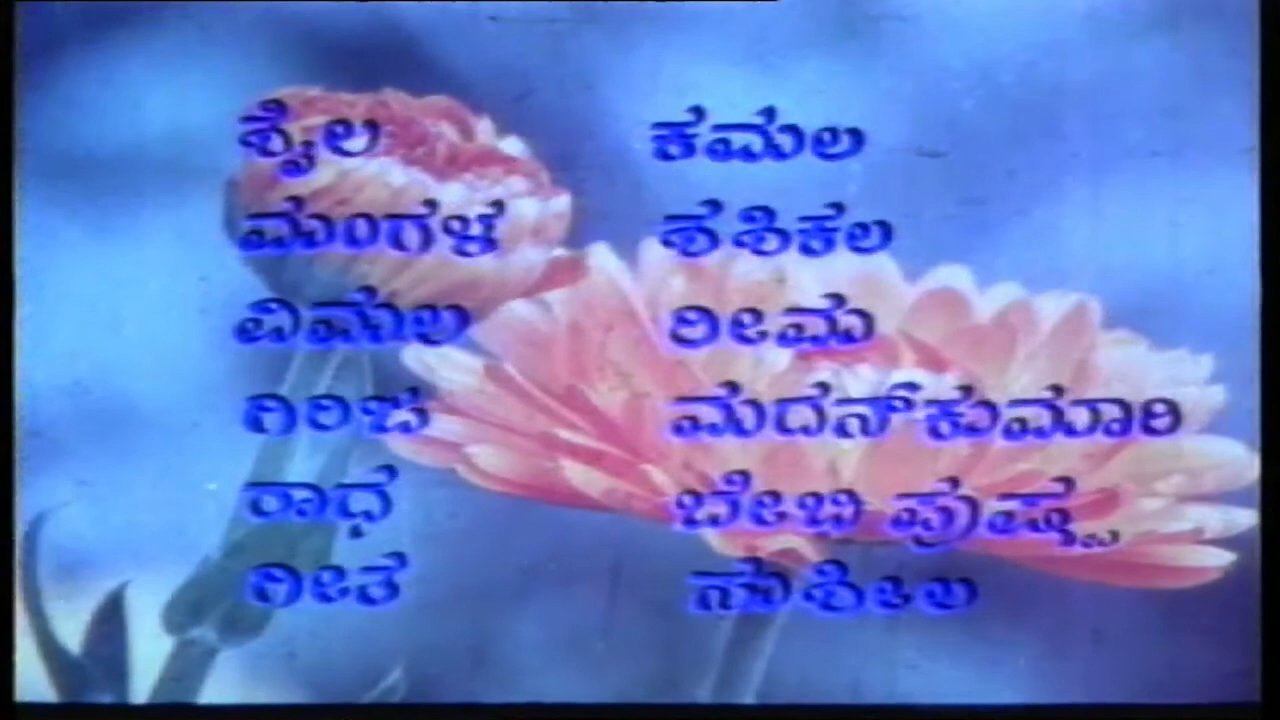 ಶೈಲ
ಮಂಗಳ
ವಿಮಲ
ಗಿರಿಜ
ರಾಧ
ಗೀತ
ಕಮಲ
ಶಶಿಕಲ
ರೀಮ
ಮದನ್‌ಕುಮಾರಿ
ಬೇಬಿ ಪುಷ್ಪ
ಸುಶೀಲ